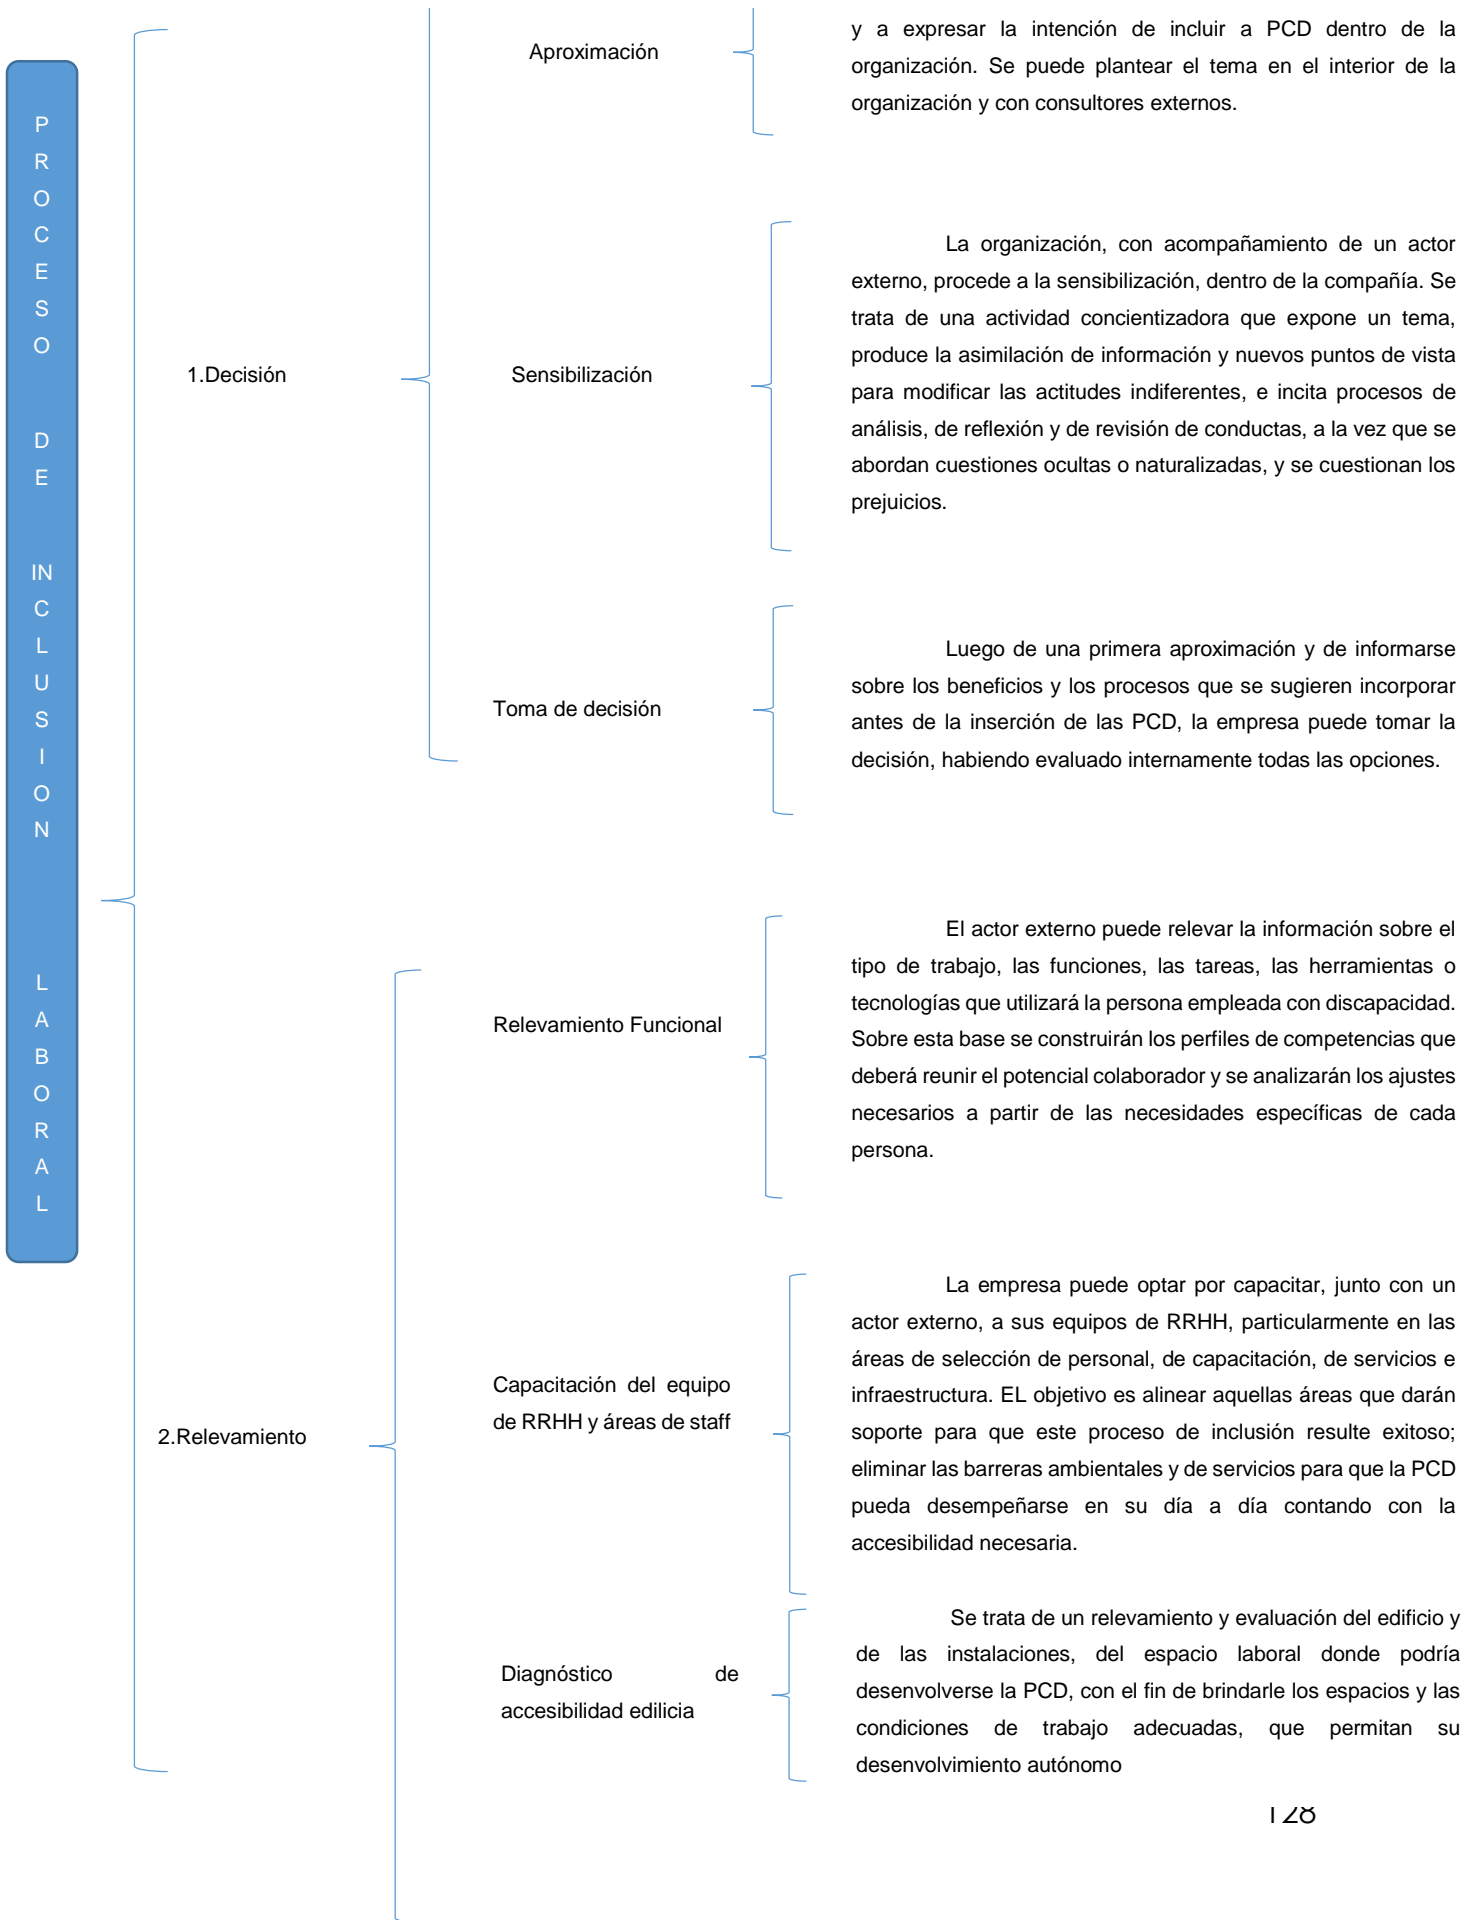 P
R
O
C
E
S
O
D
E
IN
C
L
U
S
I
O
N
L
A
B
O
R
A
L
1.Decisión
Aproximación
y a expresar la intención de incluir a PCD dentro de la
organización. Se puede plantear el tema en el interior de la
organización y con consultores externos.
Sensibilización
La organización, con acompañamiento de un actor
externo, procede a la sensibilización, dentro de la compañía. Se
trata de una actividad concientizadora que expone un tema,
produce la asimilación de información y nuevos puntos de vista
para modificar las actitudes indiferentes, e incita procesos de
análisis, de reflexión y de revisión de conductas, a la vez que se
abordan cuestiones ocultas o naturalizadas, y se cuestionan los
prejuicios.
Toma de decisión
Luego de una primera aproximación y de informarse
sobre los beneficios y los procesos que se sugieren incorporar
antes de la inserción de las PCD, la empresa puede tomar la
decisión, habiendo evaluado internamente todas las opciones.
2.Relevamiento
Relevamiento Funcional
El actor externo puede relevar la información sobre el
tipo de trabajo, las funciones, las tareas, las herramientas o
tecnologías que utilizará la persona empleada con discapacidad.
Sobre esta base se construirán los perfiles de competencias que
deberá reunir el potencial colaborador y se analizarán los ajustes
necesarios a partir de las necesidades específicas de cada
persona.
Capacitación del equipo
de RRHH y áreas de staff
La empresa puede optar por capacitar, junto con un
actor externo, a sus equipos de RRHH, particularmente en las
áreas de selección de personal, de capacitación, de servicios e
infraestructura. EL objetivo es alinear aquellas áreas que darán
soporte para que este proceso de inclusión resulte exitoso;
eliminar las barreras ambientales y de servicios para que la PCD
pueda desempeñarse en su día a día contando con la
accesibilidad necesaria.
Diagnóstico de
accesibilidad edilicia
Se trata de un relevamiento y evaluación del edificio y
de las instalaciones, del espacio laboral donde podría
desenvolverse la PCD, con el fin de brindarle los espacios y las
condiciones de trabajo adecuadas, que permitan su
desenvolvimiento autónomo
128